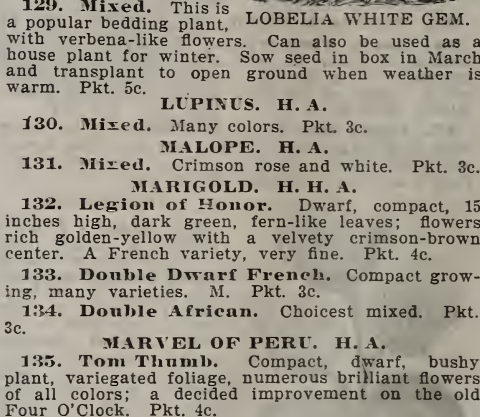 129. Mixed. This is
a popular bedding plant,
LOBELIA WHITE GEM.
with verbena-like flowers. Can also be used as a
house plant for winter. Sow seed in box in March
and transplant to open ground when weather is
warm. Pkt. 5c.
LUPINUS. H. A.
130. Mixed. Many colors. Pkt. 3c.
MALOPE. H. A.
131. Mixed. Crimson rose and white. Pkt. 3c.
MARIGOLD. H. H. A.
132. Legion of Honor. Dwarf, compact, 15
inches high, dark green, fern-like leaves; flowers
rich golden-yellow with a velvety crimson-brown
center. A French variety, very fine. Pkt. 4c.
133. Double Dwarf French. Compact grow-
ing, many varieties. M. Pkt. 3c.
134. Double African. Choicest mixed. Pkt.
3c.
MARVEL OF PERU. H. A.
135. Tom Thumb. Compact, dwarf, bushy
plant, variegated foliage, numerous brilliant flowers
of all colors; a decided improvement on the old
Four O'Clock. Pkt. 4c.